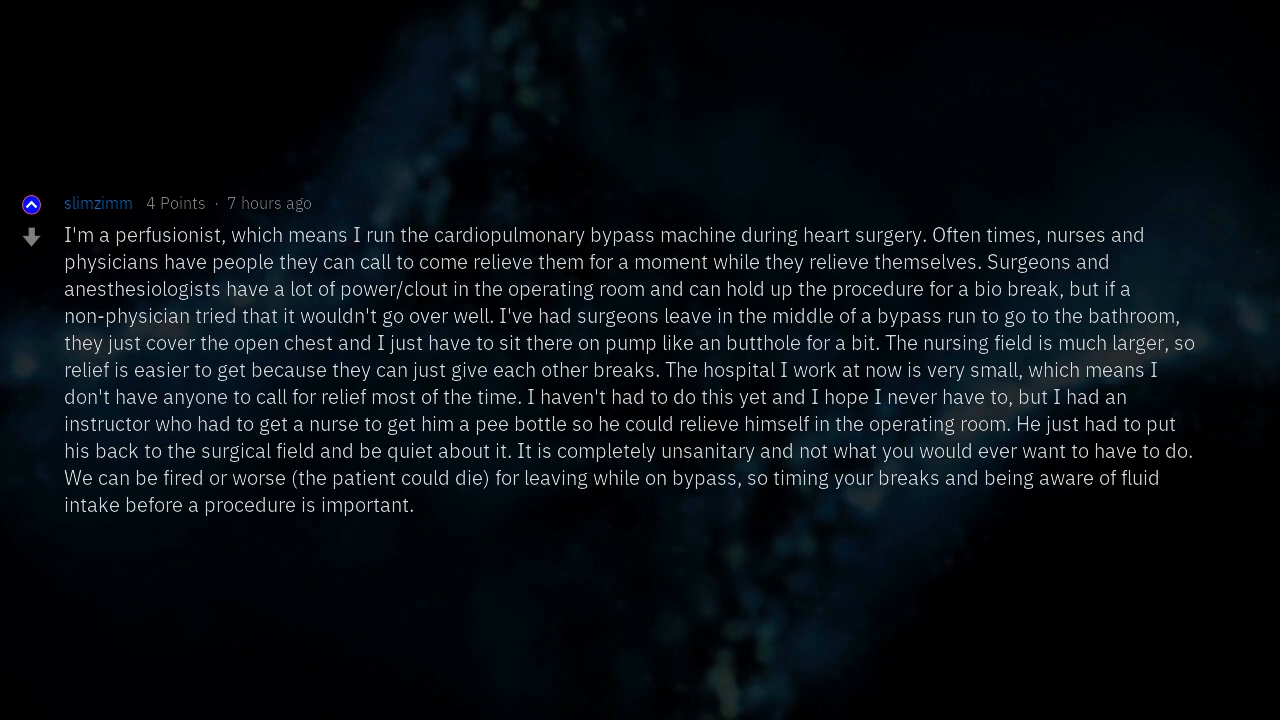 slimzimm 4 Points · 7 hours ago
I'm a perfusionist, which means I run the cardiopulmonary bypass machine during heart surgery. Often times, nurses and
physicians have people they can call to come relieve them for a moment while they relieve themselves. Surgeons and
anesthesiologists have a lot of power/clout in the operating room and can hold up the procedure for a bio break, but if a
non-physician tried that it wouldn't go over well. I've had surgeons leave in the middle of a bypass run to go to the bathroom,
they just cover the open chest and I just have to sit there on pump like an butthole for a bit. The nursing field is much larger, so
relief is easier to get because they can just give each other breaks. The hospital I work at now is very small, which means I
don't have anyone to call for relief most of the time. I haven't had to do this yet and I hope I never have to, but I had an
instructor who had to get a nurse to get him a pee bottle so he could relieve himself in the operating room. He just had to put
his back to the surgical field and be quiet about it. It is completely unsanitary and not what you would ever want to have to do.
We can be fired or worse (the patient could die) for leaving while on bypass, so timing your breaks and being aware of fluid
intake before a procedure is important.